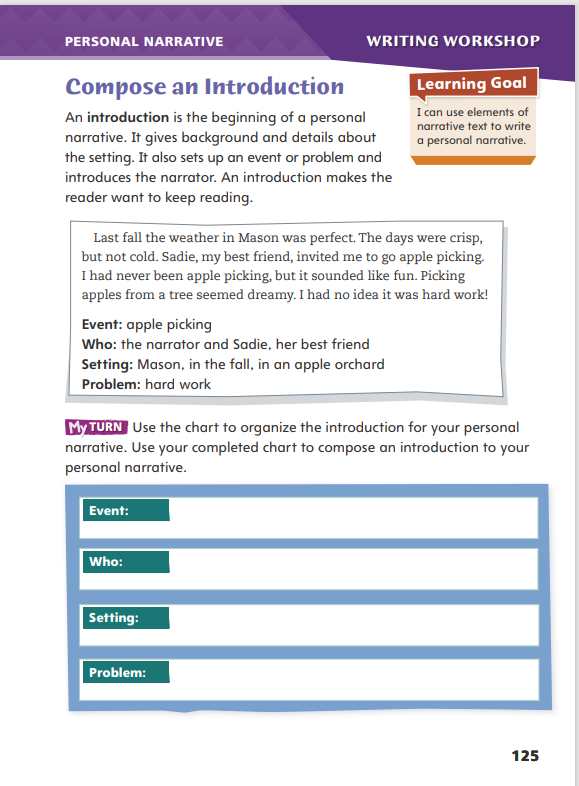 PERSONAL NARRATIVE
WRITING WORKSHOP
Compose an Introduction
An introduction is the beginning of a personal
narrative. It gives background and details about
the setting. It also sets up an event or problem and
introduces the narrator. An introduction makes the
reader want to keep reading.
Learning Goal
I can use elements of
narrative text to write
a personal narrative.
Last fall the weather in Mason was perfect. The days were crisp,
but not cold. Sadie, my best friend, invited me to go apple picking.
I had never been apple picking, but it sounded like fun. Picking
apples from a tree seemed dreamy. I had no idea it was hard work!
Event: apple picking
Who: the narrator and Sadie, her best friend
Setting: Mason, in the fall, in an apple orchard
Problem: hard work
My TURN Use the chart to organize the introduction for your personal
narrative. Use your completed chart to compose an introduction to your
personal narrative.
Event:
Who:
Setting:
Problem:
125